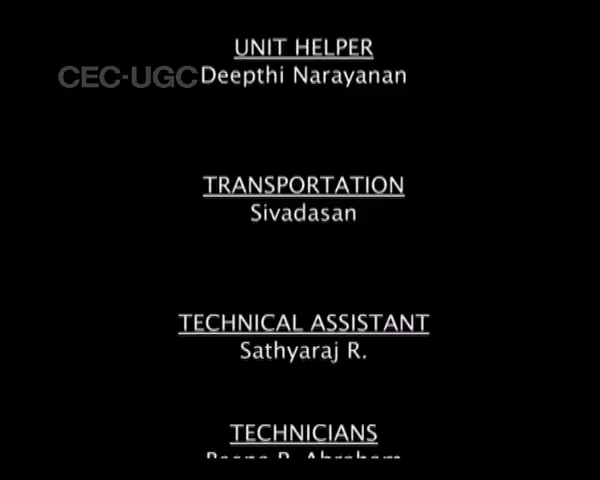 UNIT HELPER
CEC-UGC
Deepthi Narayanan
TRANSPORTATION
Sivadasan
TECHNICAL ASSISTANT
Sathyaraj R.
TECHNICIANS